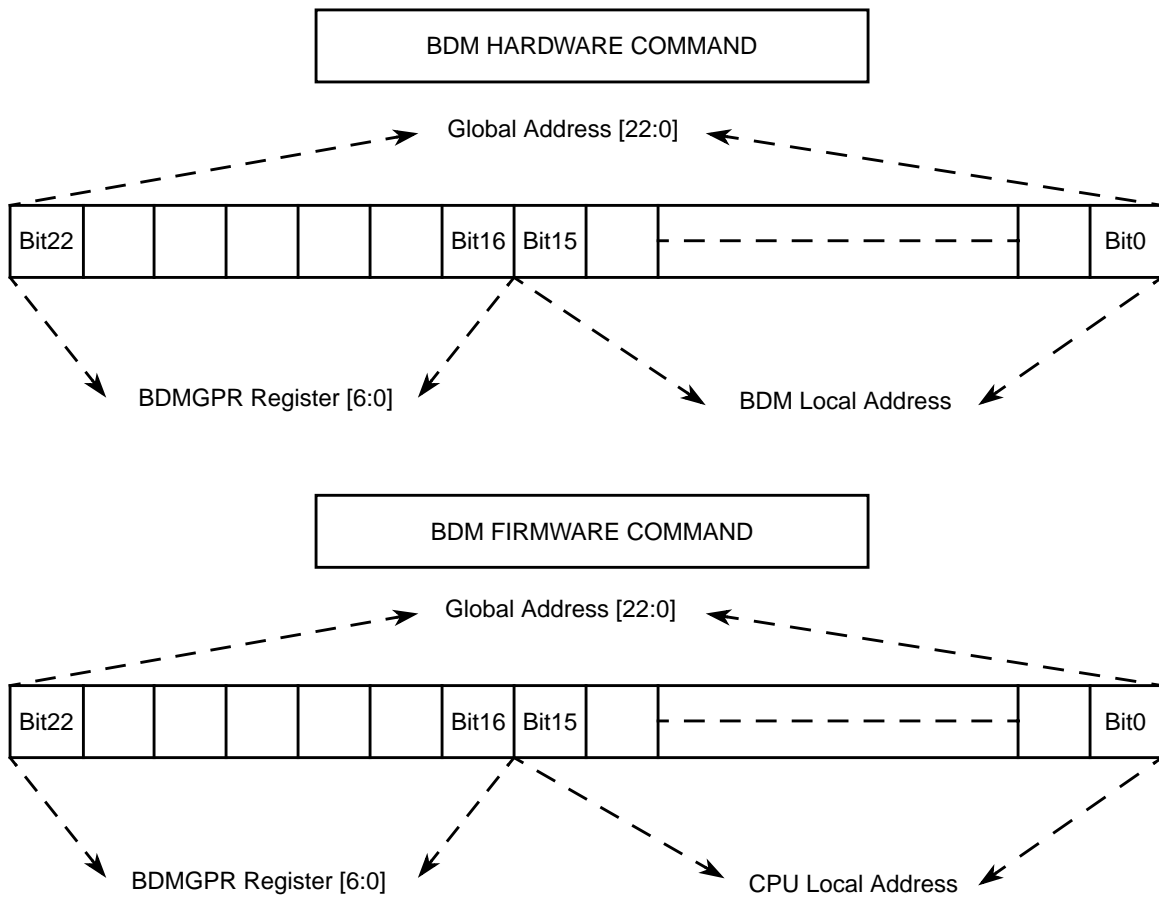 BDM HARDWARE COMMAND
Global Address [22:0]
Bit22 Bit16 Bit15 Bit0
BDMGPR Register [6:0] BDM Local Address
BDM FIRMWARE COMMAND
Global Address [22:0]
Bit22 Bit16 Bit15 Bit0
BDMGPR Register [6:0] CPU Local Address